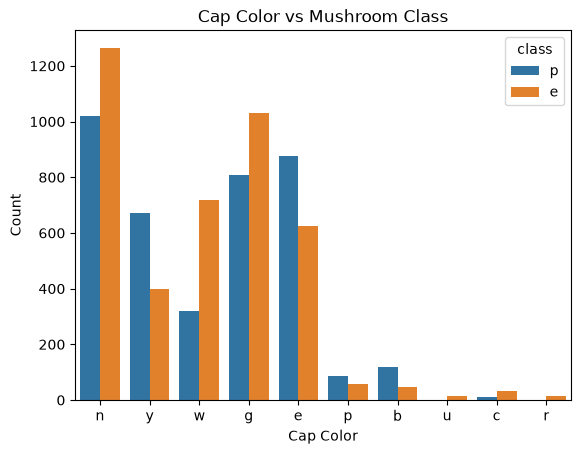 Cap Color vs Mushroom Class
class
p
e
1200
1000
800
600
400
200
0
Count
n y w g e p b u c r
Cap Color